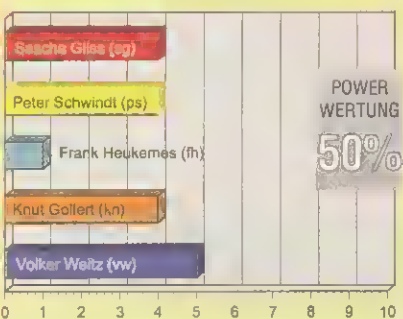 Sascha Gliss (sg)
Peter Schwindt (ps)
Frank Heukemes (fh)
Knut Gollert (kn)
Volker Weitz (vw)
POWER
WERTUNG
50%
0 1 2 3 4 5 6 7 8 9 10